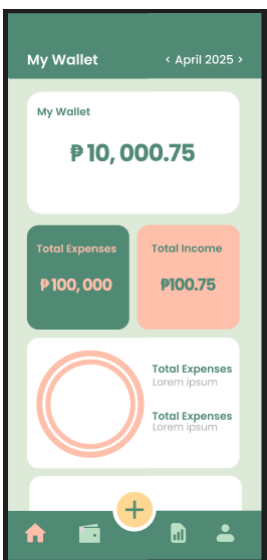 My Wallet
< April 2025 >
My Wallet
₱10, 000.75
Total Expenses
₱100, 000
Total Income
₱100.75
Total Expenses
Lorem ipsum
Total Expenses
Lorem ipsum